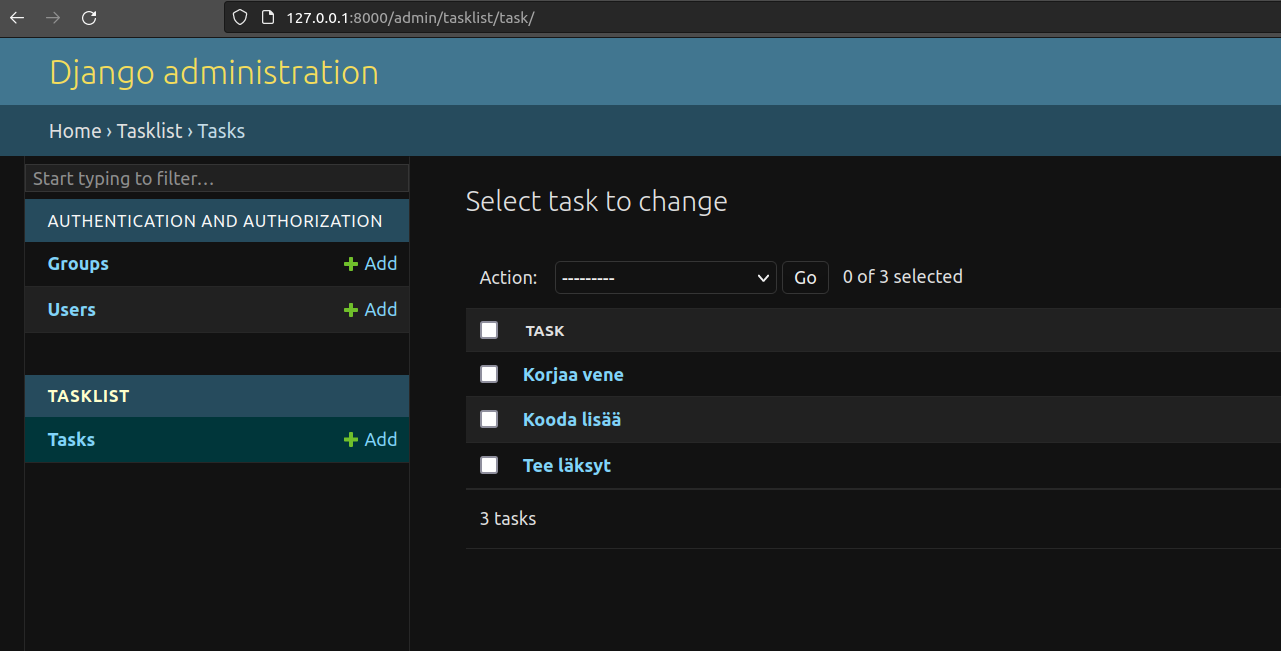 127.0.0.1:8000/admin/tasklist/task/
Django administration
Home › Tasklist › Tasks
Start typing to filter…
AUTHENTICATION AND AUTHORIZATION
Groups Add
Users Add
TASKLIST
Tasks Add
Select task to change
Action: --------- Go 0 of 3 selected
TASK
Korjaa vene
Kooda lisää
Tee läksyt
3 tasks